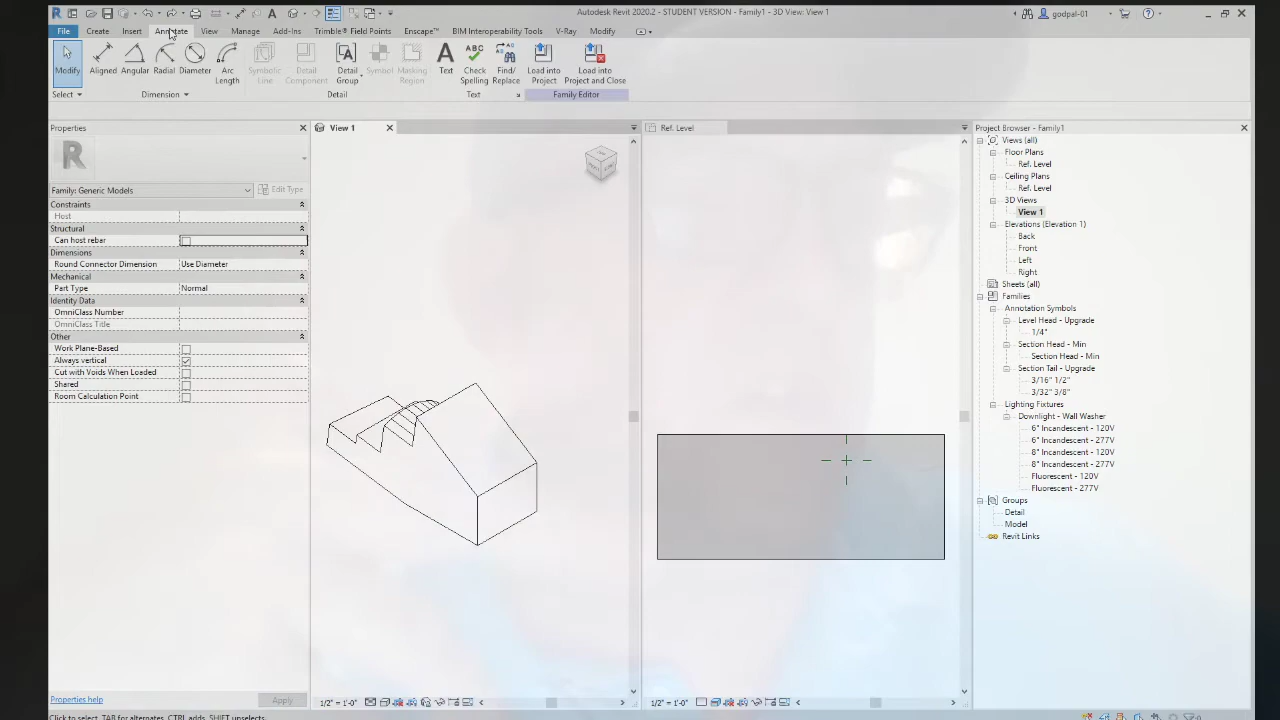 Autodesk Revit 2020.2 - STUDENT VERSION - Family1 - 3D View: View 1
godpal-01
File Create Insert Annotate View Manage Add-Ins Trimble® Field Points Enscape™ BIM Interoperability Tools V-Ray Modify
Modify Aligned Angular Radial Diameter Arc Length Symbolic Line Detail Component Detail Group Symbol Masking Region Text Check Spelling Find/ Replace Load into Project Load into Project and Close
Select Dimension Detail Text Family Editor
Properties
View 1
Ref. Level
Project Browser - Family1
Family: Generic Models
Edit Type
Constraints
Host
Structural
Can host rebar
Dimensions
Round Connector Dimension Use Diameter
Mechanical
Part Type Normal
Identity Data
OmniClass Number
OmniClass Title
Other
Work Plane-Based
Always vertical
Cut with Voids When Loaded
Shared
Room Calculation Point
Properties help
Apply
1/2" = 1'-0"
1/2" = 1'-0"
Views (all)
Floor Plans
Ref. Level
Ceiling Plans
Ref. Level
3D Views
View 1
Elevations (Elevation 1)
Back
Front
Left
Right
Sheets (all)
Families
Annotation Symbols
Level Head - Upgrade
1/4"
Section Head - Min
Section Head - Min
Section Tail - Upgrade
3/16" 1/2"
3/32" 3/8"
Lighting Fixtures
Downlight - Wall Washer
6" Incandescent - 120V
6" Incandescent - 277V
8" Incandescent - 120V
8" Incandescent - 277V
Fluorescent - 120V
Fluorescent - 277V
Groups
Detail
Model
Revit Links
Click to select, TAB for alternates, CTRL adds, SHIFT unselects.